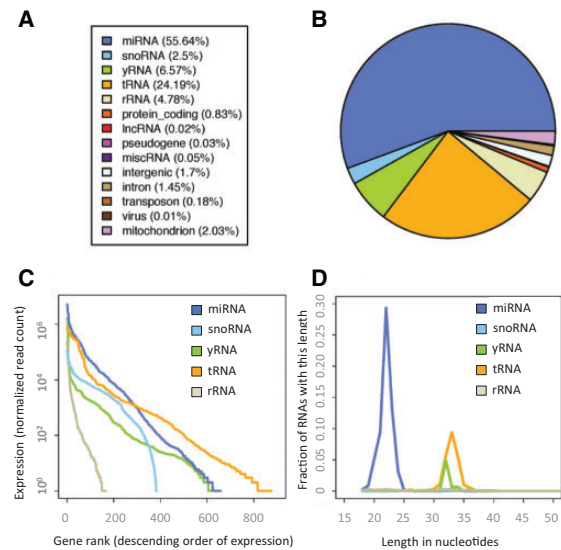 A
B
miRNA (55.64%)
snoRNA (2.5%)
yRNA (6.57%)
tRNA (24.19%)
rRNA (4.78%)
protein_coding (0.83%)
lncRNA (0.02%)
pseudogene (0.03%)
miscRNA (0.05%)
intergenic (1.7%)
intron (1.45%)
transposon (0.18%)
virus (0.01%)
mitochondrion (2.03%)
C
Expression (normalized read count)
10⁶
10⁴
10²
10⁰
miRNA
snoRNA
yRNA
tRNA
rRNA
0 200 400 600 800
Gene rank (descending order of expression)
D
Fraction of RNAs with this length
0.30
0.25
0.20
0.15
0.10
0.05
0
miRNA
snoRNA
yRNA
tRNA
rRNA
15 20 25 30 35 40 45 50
Length in nucleotides